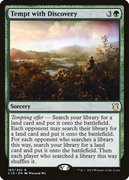 Tempt with Discovery 3
Sorcery
Tempting offer — Search your library for a
land card and put it onto the battlefield.
Each opponent may search their library for
a land card and put it onto the battlefield.
For each opponent who searches a library
this way, search your library for a land card
and put it onto the battlefield. Then each
player who searched a library this way
shuffles it.